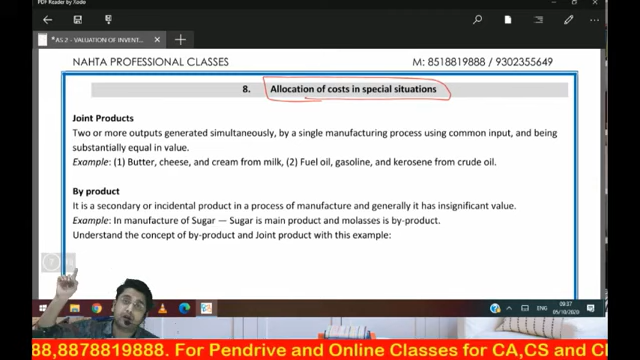 PDF Reader by Xodo
*AS 2 - VALUATION OF INVENT...
NAHTA PROFESSIONAL CLASSES M: 8518819888 / 9302355649
8. Allocation of costs in special situations
Joint Products
Two or more outputs generated simultaneously, by a single manufacturing process using common input, and being
substantially equal in value.
Example: (1) Butter, cheese, and cream from milk, (2) Fuel oil, gasoline, and kerosene from crude oil.
By product
It is a secondary or incidental product in a process of manufacture and generally it has insignificant value.
Example: In manufacture of Sugar — Sugar is main product and molasses is by-product.
Understand the concept of by-product and Joint product with this example:
ENG
09:37
05/10/2020
88,8878819888. For Pendrive and Online Classes for CA,CS and Cl